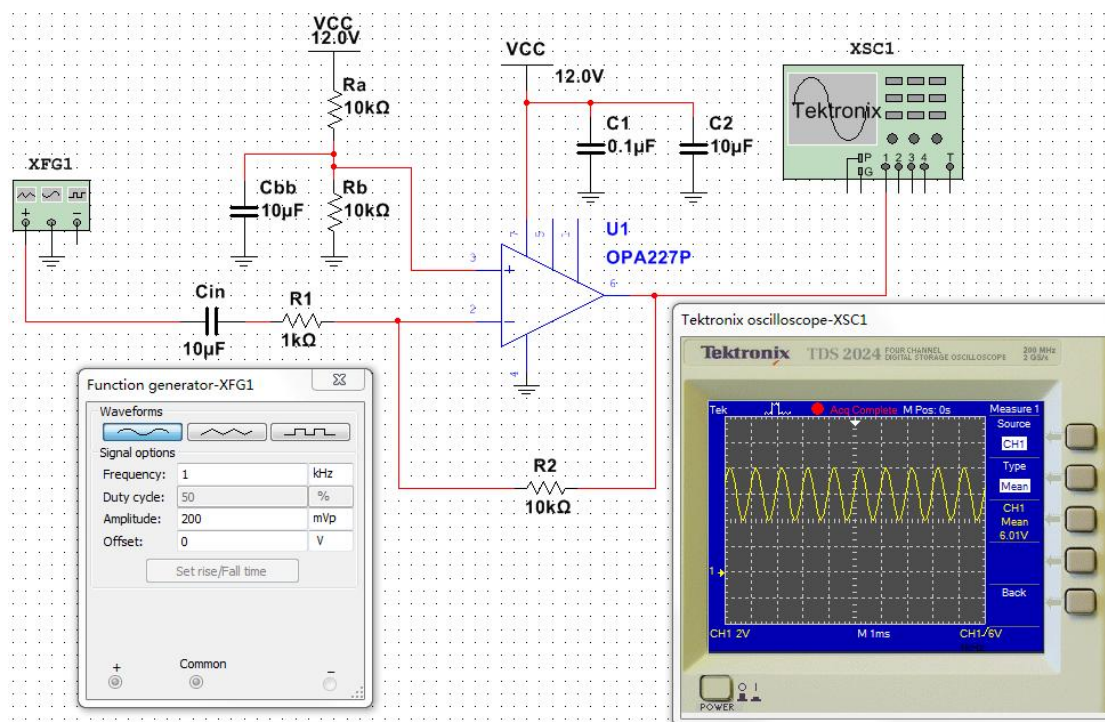 VCC
12.0V
Ra
10kΩ
XFG1
Cbb
10µF
Rb
10kΩ
VCC
12.0V
C1
0.1µF
C2
10µF
XSC1
Tektronix
P
G
1 2 3 4
T
U1
OPA227P
3
2
7
5
6
4
Cin
10µF
R1
1kΩ
R2
10kΩ
Function generator-XFG1
Waveforms
Signal options
Frequency: 1 kHz
Duty cycle: 50 %
Amplitude: 200 mVp
Offset: 0 V
Set rise/Fall time
+ Common −
Tektronix oscilloscope-XSC1
Tektronix TDS 2024 FOUR CHANNEL DIGITAL STORAGE OSCILLOSCOPE 200 MHz 2 GS/s
Tek Acq Complete M Pos: 0s Measure 1
Source
CH1
Type
Mean
CH1
Mean
6.01V
Back
1
CH1 2V M 1ms CH1 6V
POWER